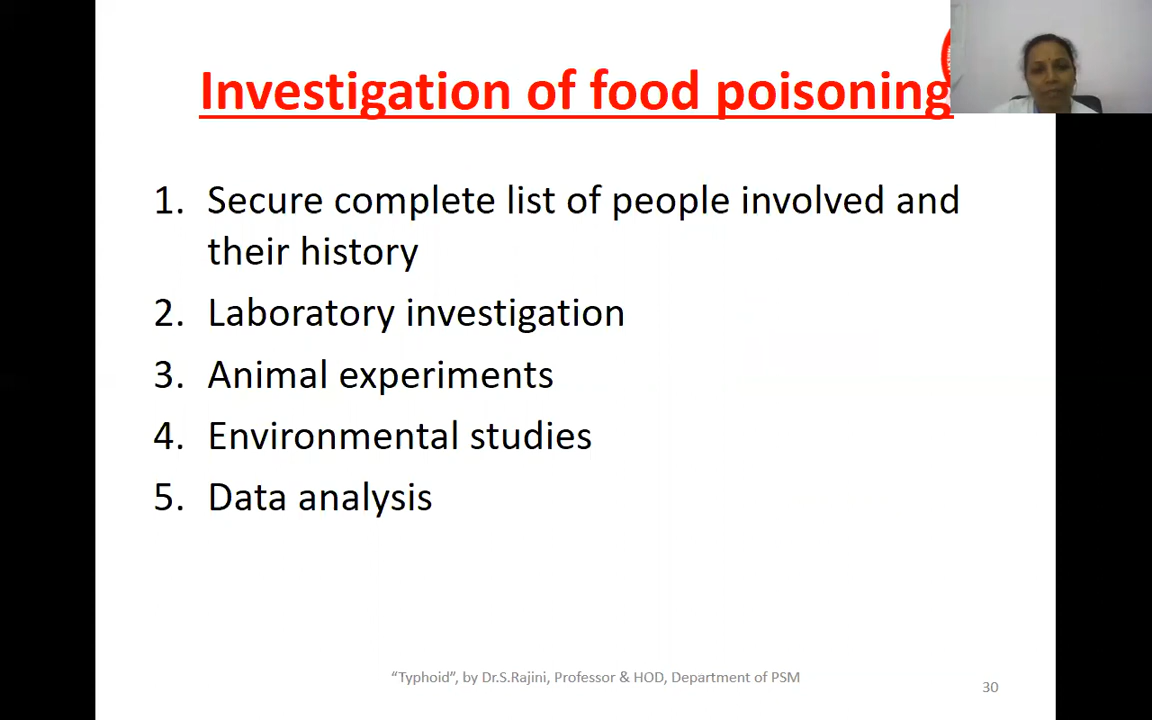 Investigation of food poisoning
1. Secure complete list of people involved and
their history
2. Laboratory investigation
3. Animal experiments
4. Environmental studies
5. Data analysis
“Typhoid”, by Dr.S.Rajini, Professor & HOD, Department of PSM
30